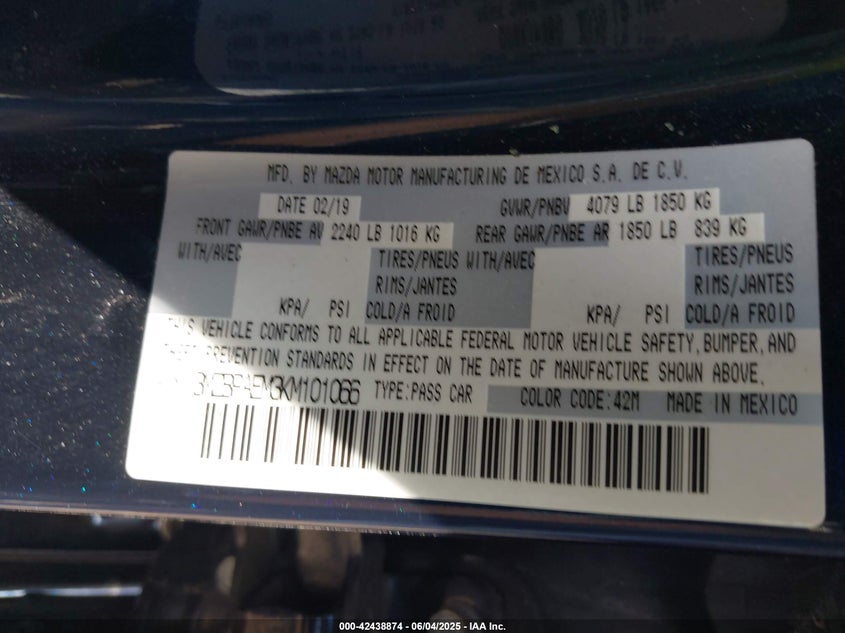 MFD. BY MAZDA MOTOR MANUFACTURING DE MEXICO S.A. DE C.V.
DATE 02/19 GVWR/PNBV 4079 LB 1850 KG
FRONT GAWR/PNBE AV 2240 LB 1016 KG REAR GAWR/PNBE AR 1850 LB 839 KG
WITH/AVEC TIRES/PNEUS WITH/AVEC TIRES/PNEUS
RIMS/JANTES RIMS/JANTES
KPA/ PSI COLD/A FROID KPA/ PSI COLD/A FROID
THIS VEHICLE CONFORMS TO ALL APPLICABLE FEDERAL MOTOR VEHICLE SAFETY, BUMPER, AND
THEFT PREVENTION STANDARDS IN EFFECT ON THE DATE OF MANUFACTURE SHOWN ABOVE.
3MZBPAEM3KM101066 TYPE:PASS CAR COLOR CODE:42M MADE IN MEXICO
000-42438874 | 06/04/2025 - IAA Inc.